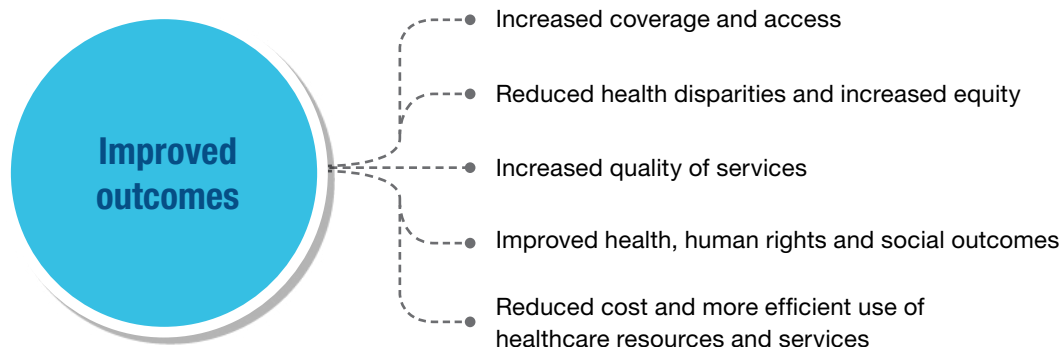 Improved
outcomes
Increased coverage and access
Reduced health disparities and increased equity
Increased quality of services
Improved health, human rights and social outcomes
Reduced cost and more efficient use of
healthcare resources and services